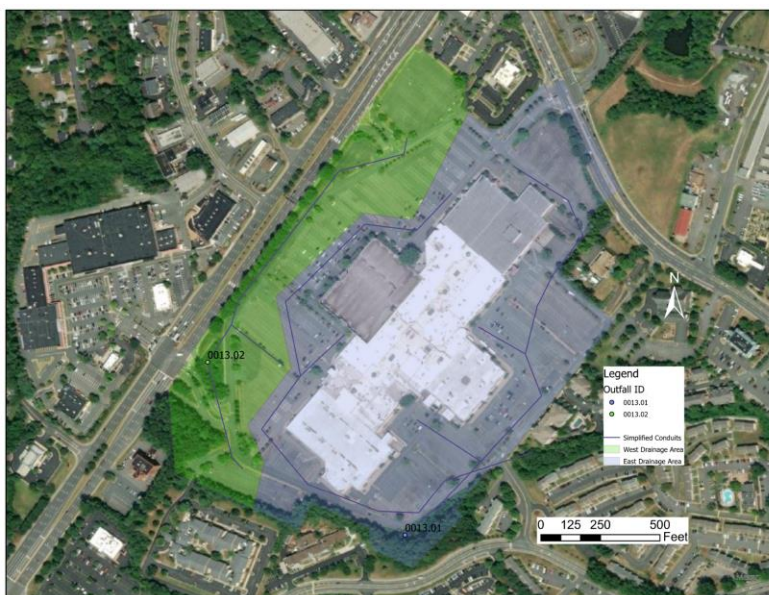 0013.02
N
Legend
Outfall ID
0013.01
0013.02
Simplified Conduits
West Drainage Area
East Drainage Area
0013.01
0 125 250 500
Feet